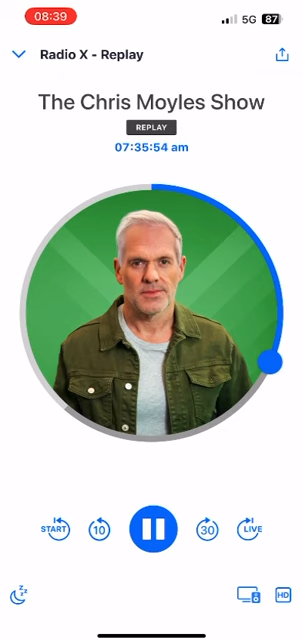 08:39
5G
87
Radio X - Replay
The Chris Moyles Show
REPLAY
07:35:54 am
START
10
30
LIVE
HD